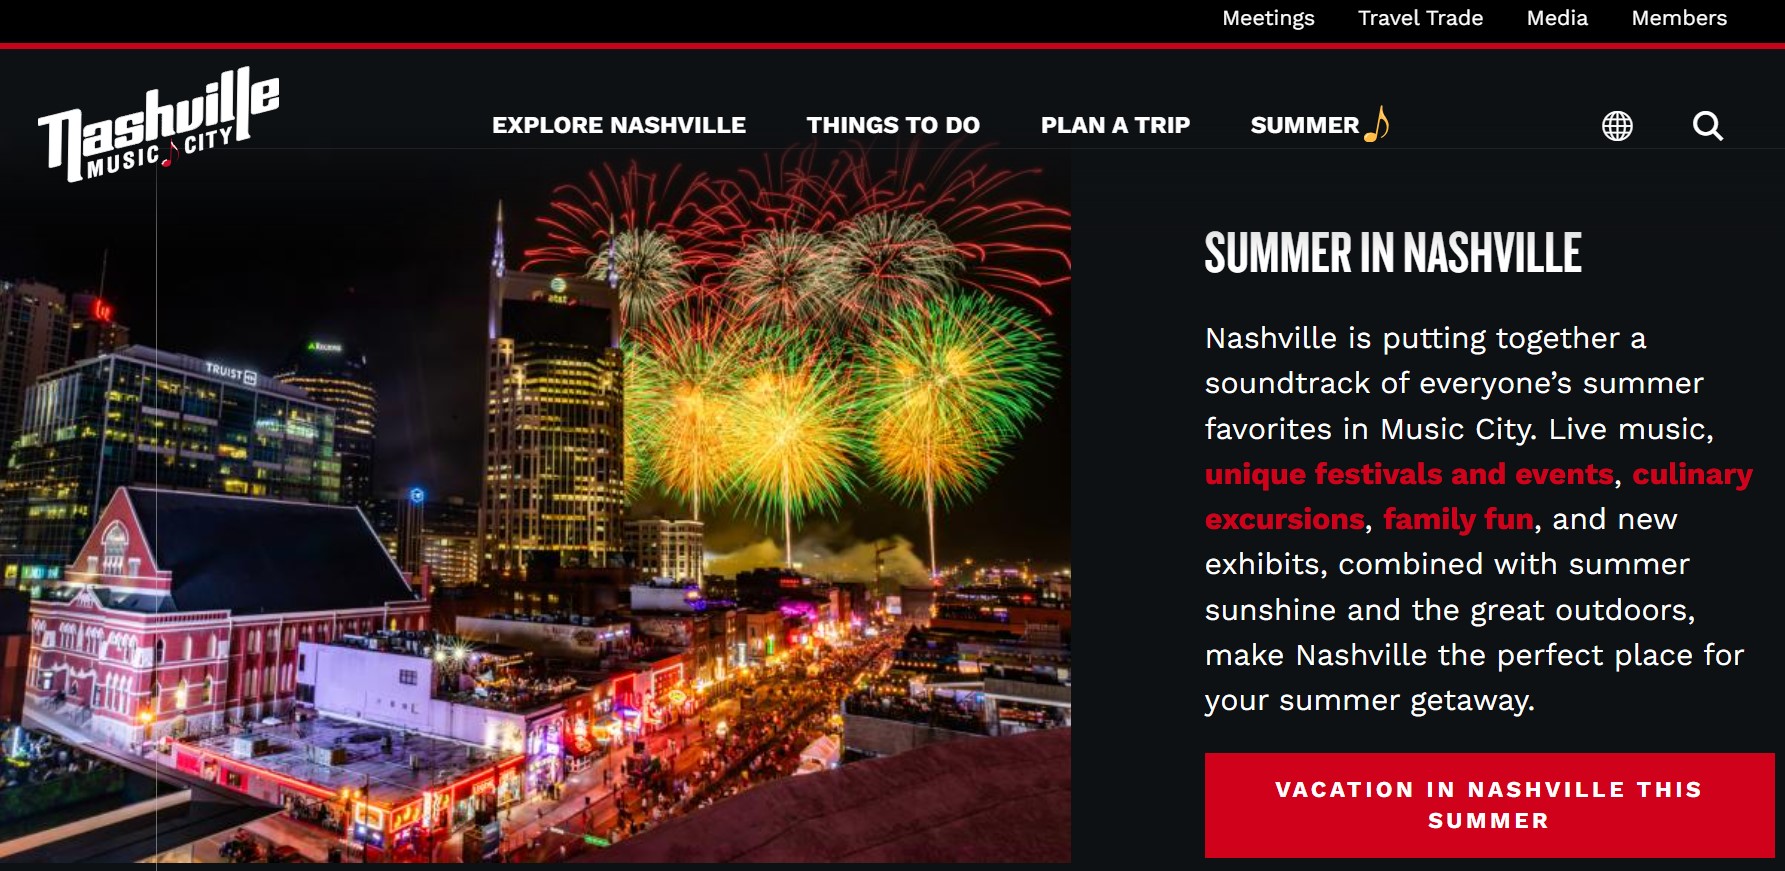 Meetings Travel Trade Media Members
Nashville
MUSIC CITY
EXPLORE NASHVILLE THINGS TO DO PLAN A TRIP SUMMER
SUMMER IN NASHVILLE
Nashville is putting together a
soundtrack of everyone’s summer
favorites in Music City. Live music,
unique festivals and events, culinary
excursions, family fun, and new
exhibits, combined with summer
sunshine and the great outdoors,
make Nashville the perfect place for
your summer getaway.
VACATION IN NASHVILLE THIS
SUMMER
at&t
REGIONS
TRUIST